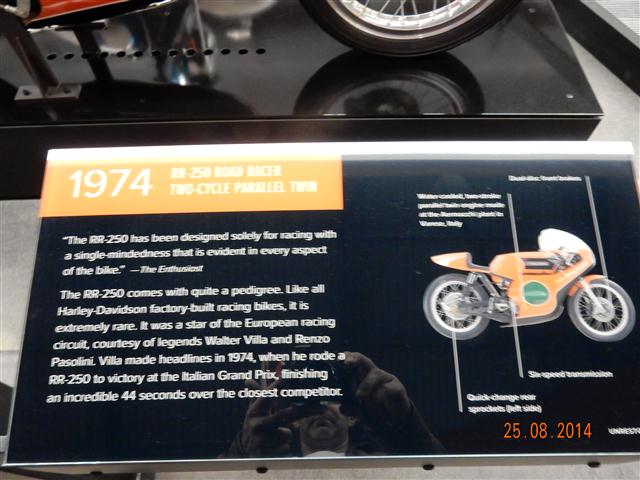 1974
RR-250 ROAD RACER
TWO-CYCLE PARALLEL TWIN
"The RR-250 has been designed solely for racing with
a single-mindedness that is evident in every aspect
of the bike." —The Enthusiast
The RR-250 comes with quite a pedigree. Like all
Harley-Davidson factory-built racing bikes, it is
extremely rare. It was a star of the European racing
circuit, courtesy of legends Walter Villa and Renzo
Pasolini. Villa made headlines in 1974, when he rode a
RR-250 to victory at the Italian Grand Prix, finishing
an incredible 44 seconds over the closest competitor.
Dual-disc front brakes
Water-cooled, two-stroke
parallel twin engine made
at the Aermacchi plant in
Varese, Italy
Six-speed transmission
Quick-change rear
sprockets (left side)
25.08.2014